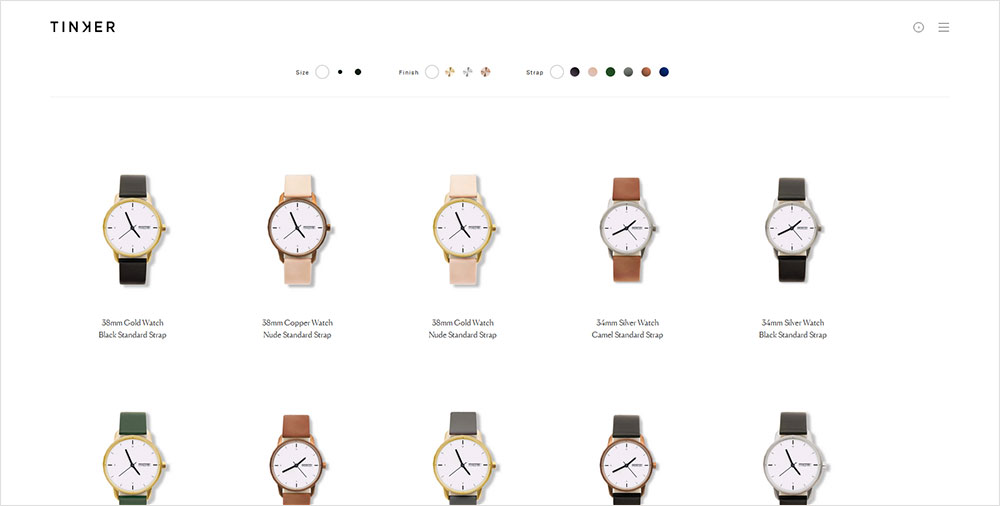 TINKER
Size Finish Strap
38mm Gold Watch
Black Standard Strap
38mm Copper Watch
Nude Standard Strap
38mm Gold Watch
Nude Standard Strap
34mm Silver Watch
Camel Standard Strap
34mm Silver Watch
Black Standard Strap